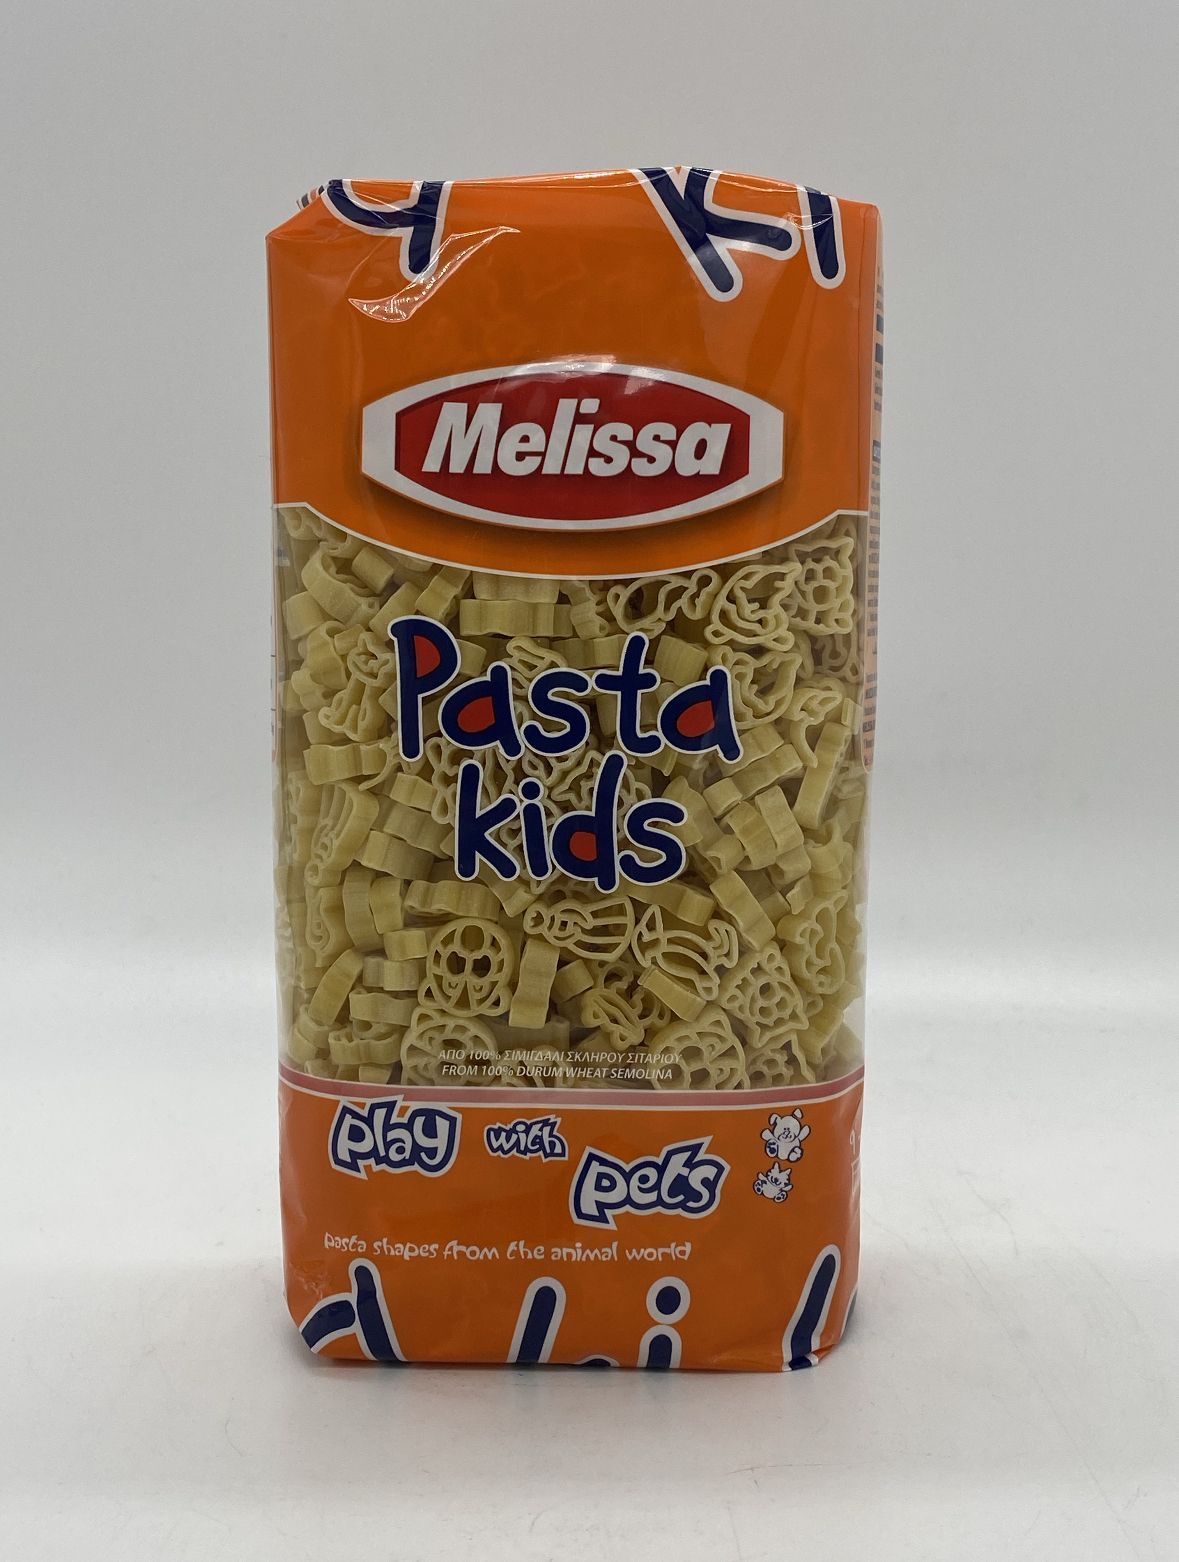 Melissa
Pasta
kids
ΑΠΟ 100% ΣΙΜΙΓΔΑΛΙ ΣΚΛΗΡΟΥ ΣΙΤΑΡΙΟΥ
FROM 100% DURUM WHEAT SEMOLINA
play with
pets
pasta shapes from the animal world